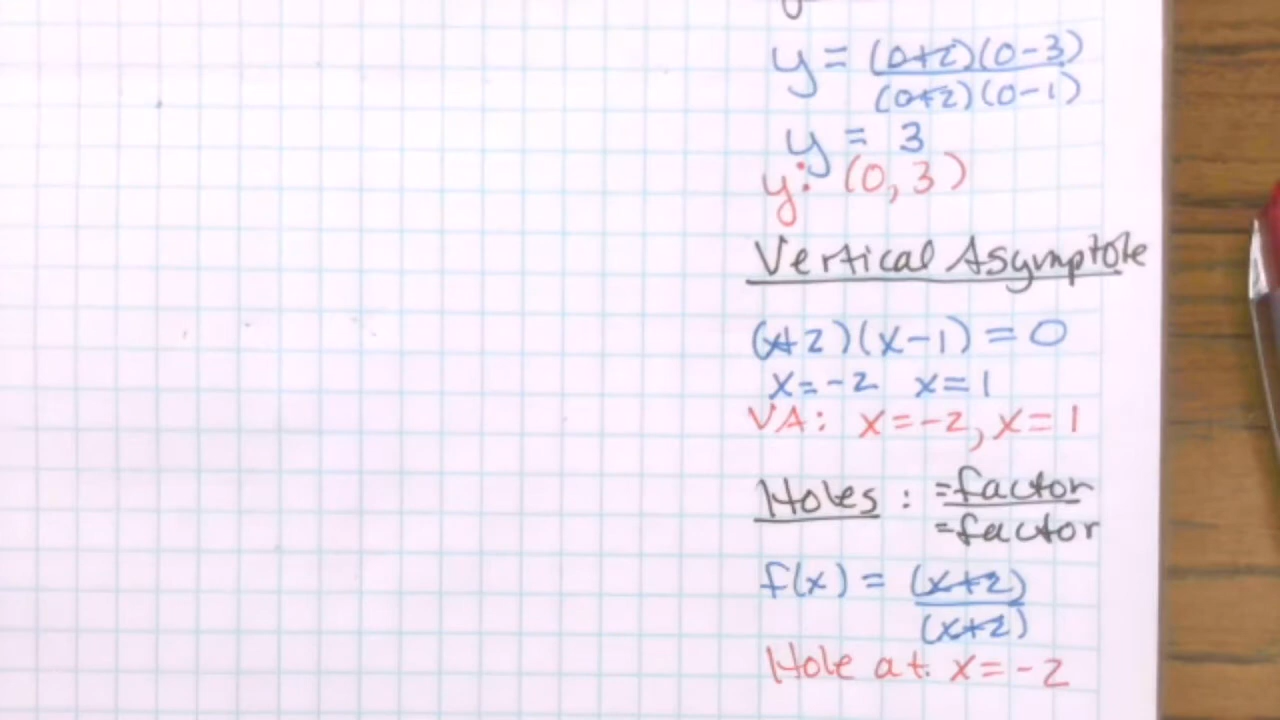 y = (0+2)(0-3)
(0+2)(0-1)
y = 3
y: (0,3)
Vertical Asymptote
(x+2)(x-1) = 0
x=-2 x=1
VA: x=-2, x=1
Holes : =factor
=factor
f(x) = (x+2)
(x+2)
Hole at: x=-2